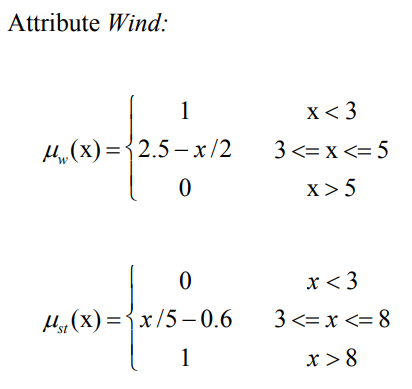 Attribute Wind:
1 x < 3
μw(x) = { 2.5 − x/2 3 <= x <= 5
0 x > 5
0 x < 3
μst(x) = { x/5 − 0.6 3 <= x <= 8
1 x > 8